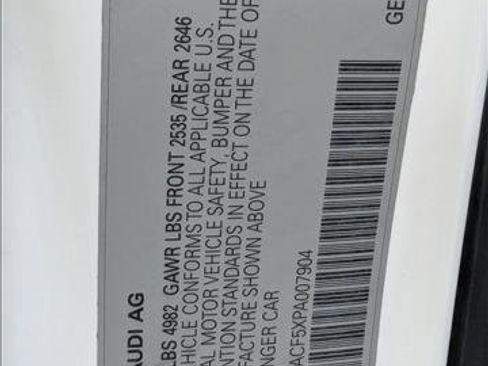 AUDI AG
LBS 4982 GAWR LBS FRONT 2535 /REAR 2646
HICLE CONFORMS TO ALL APPLICABLE U.S.
AL MOTOR VEHICLE SAFETY, BUMPER AND THE
NTION STANDARDS IN EFFECT ON THE DATE OF
FACTURE SHOWN ABOVE
NGER CAR
ACF5XPA007904
GE